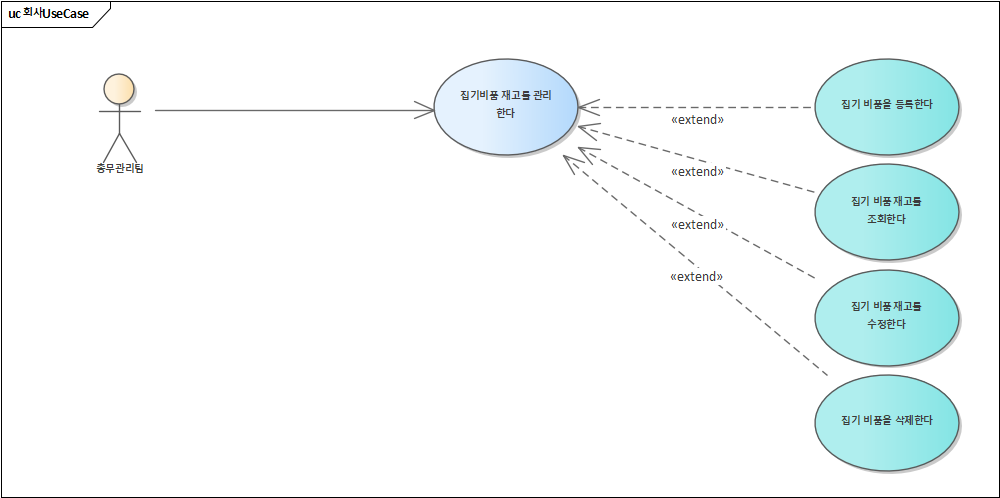 uc 회사UseCase
집기비품 재고를 관리
한다
집기 비품을 등록한다
«extend»
총무관리팀
«extend»
집기 비품 재고를
조회한다
«extend»
«extend»
집기 비품 재고를
수정한다
집기 비품을 삭제한다